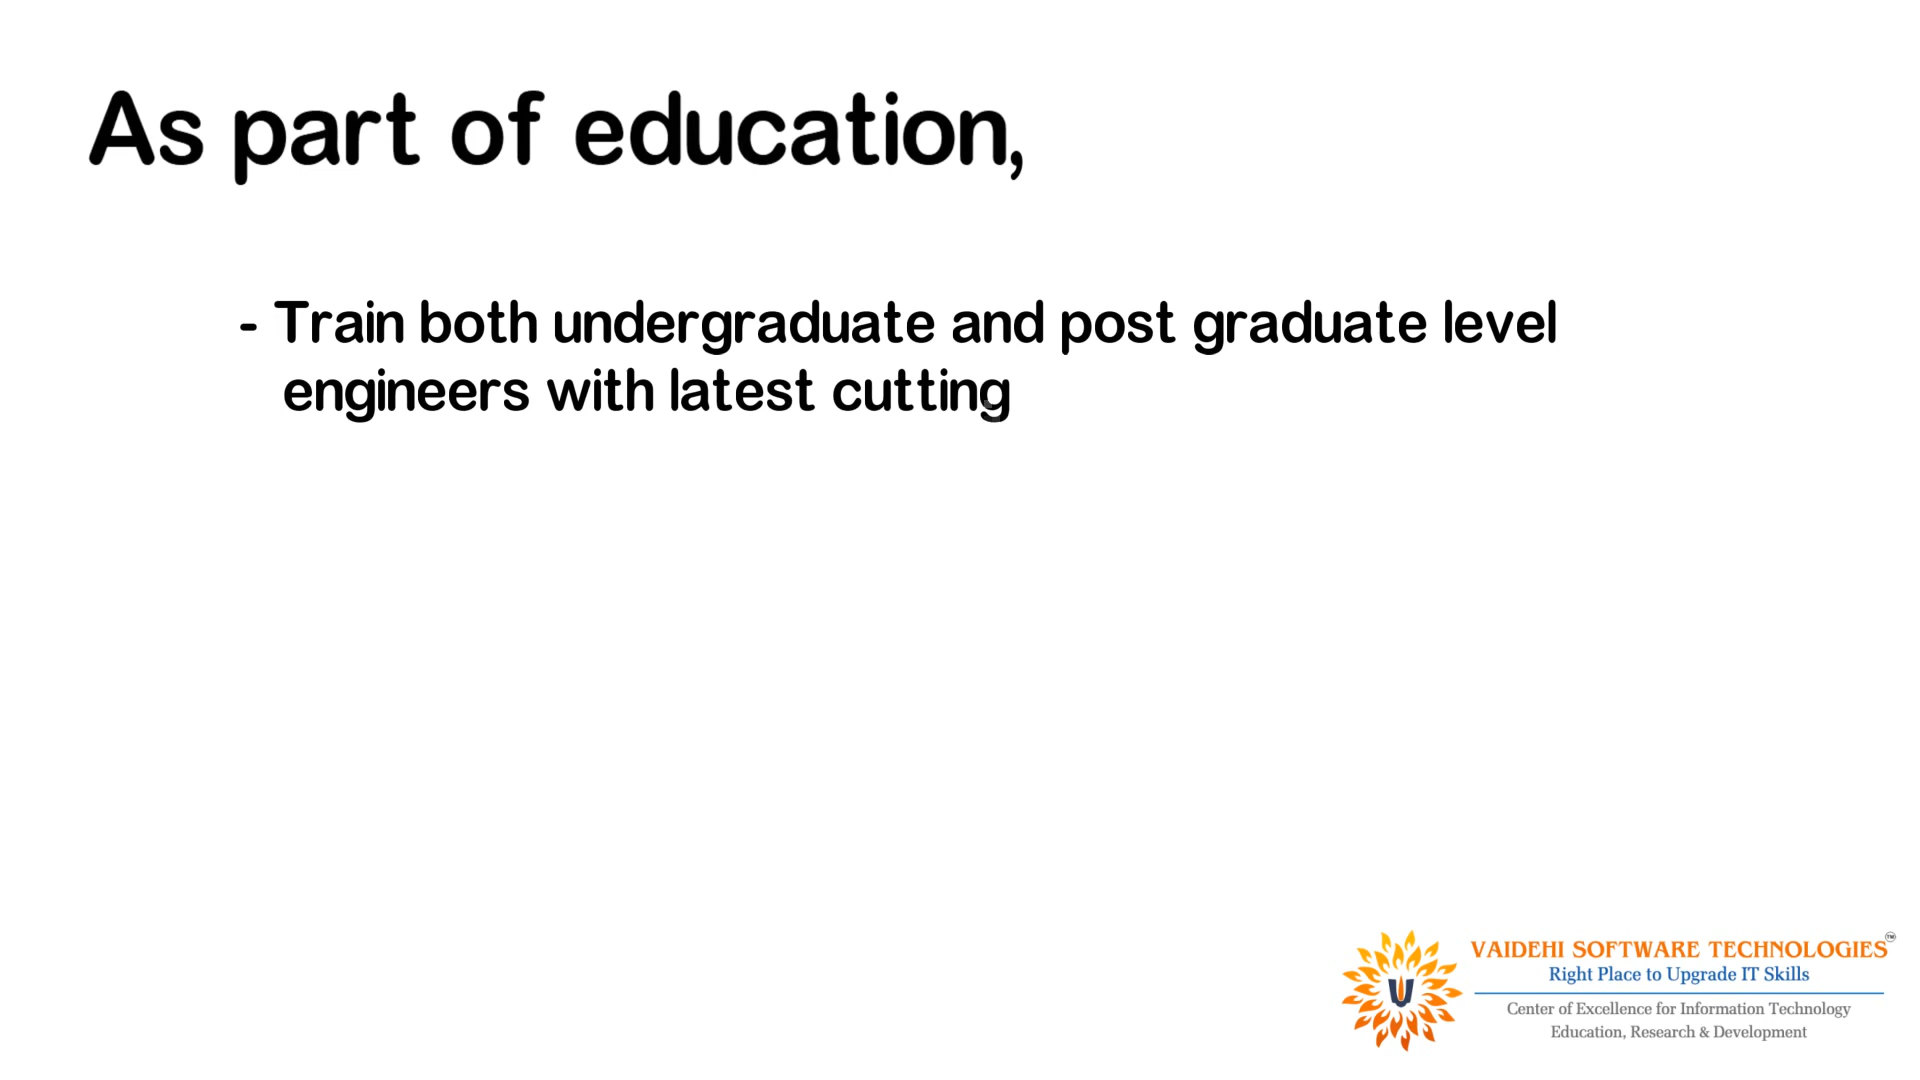 As part of education,
- Train both undergraduate and post graduate level
engineers with latest cutting
VAIDEHI SOFTWARE TECHNOLOGIES™
Right Place to Upgrade IT Skills
Center of Excellence for Information Technology
Education, Research & Development